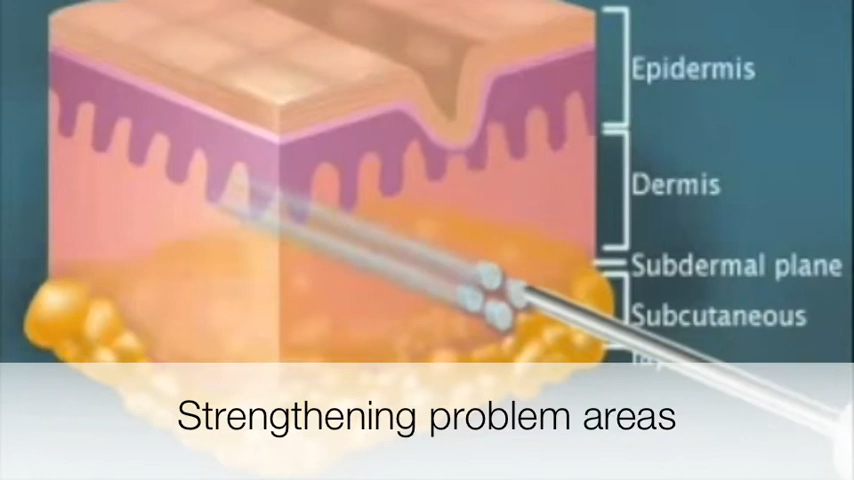 Epidermis
Dermis
Subdermal plane
Subcutaneous
Strengthening problem areas